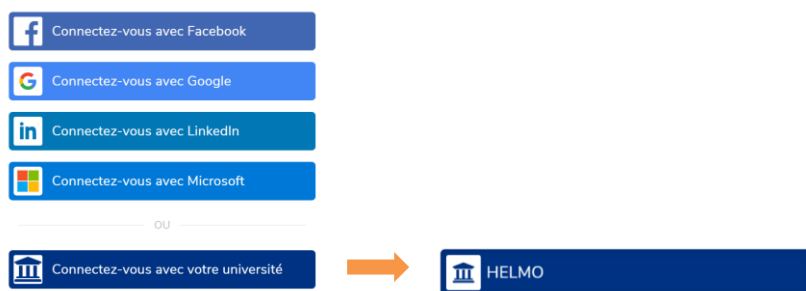 Connectez-vous avec Facebook
Connectez-vous avec Google
Connectez-vous avec LinkedIn
Connectez-vous avec Microsoft
OU
Connectez-vous avec votre université
HELMO